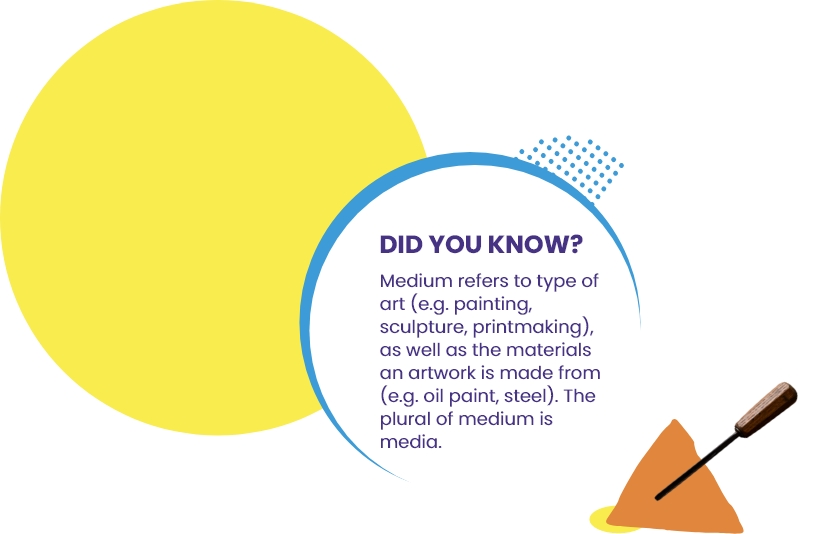 DID YOU KNOW?
Medium refers to type of
art (e.g. painting,
sculpture, printmaking),
as well as the materials
an artwork is made from
(e.g. oil paint, steel). The
plural of medium is
media.